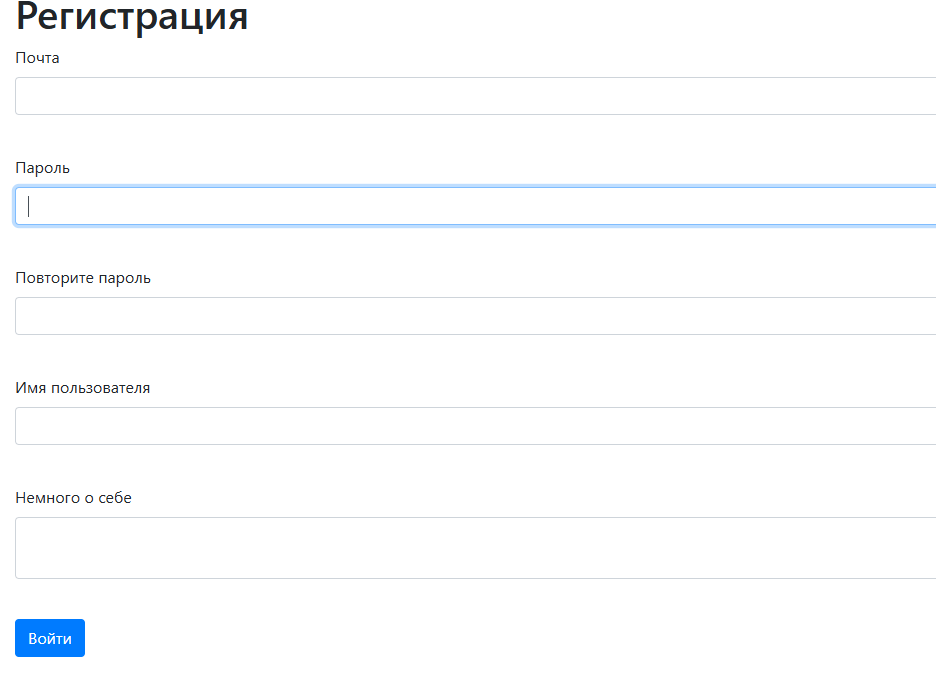 Регистрация
Почта
Пароль
Повторите пароль
Имя пользователя
Немного о себе
Войти